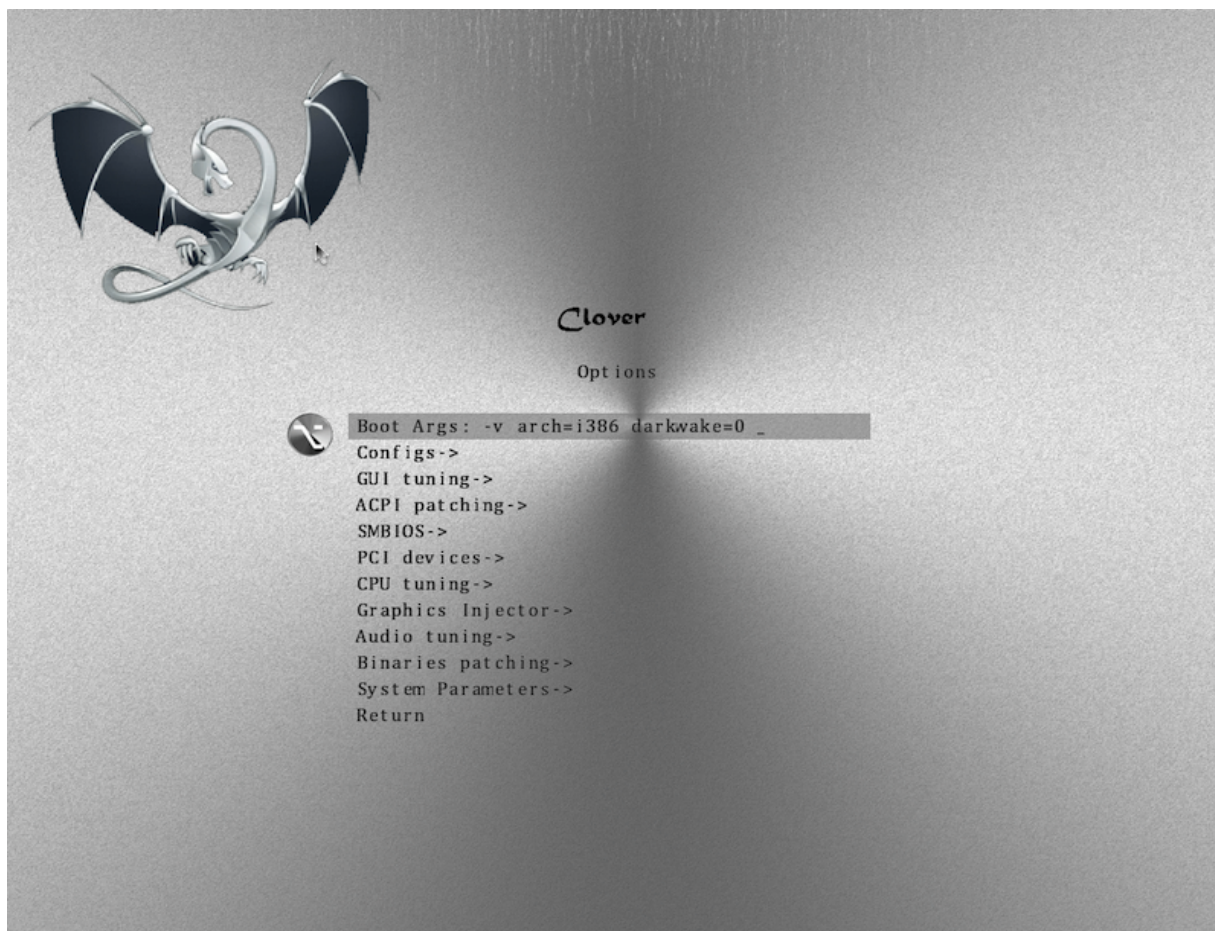 Clover
Options
Boot Args: -v arch=i386 darkwake=0 _
Configs->
GUI tuning->
ACPI patching->
SMBIOS->
PCI devices->
CPU tuning->
Graphics Injector->
Audio tuning->
Binaries patching->
System Parameters->
Return